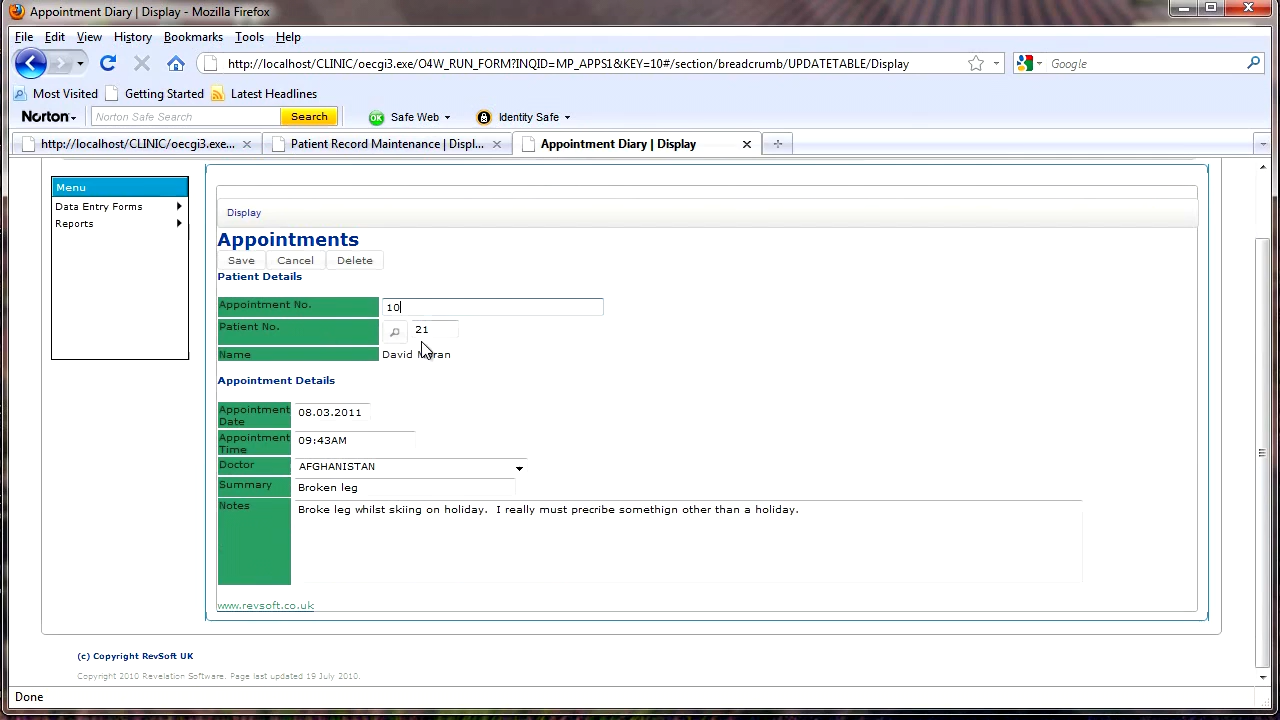 Appointment Diary | Display - Mozilla Firefox
File Edit View History Bookmarks Tools Help
http://localhost/CLINIC/oecgi3.exe/O4W_RUN_FORM?INQID=MP_APPS1&KEY=10#/section/breadcrumb/UPDATETABLE/Display
Google
Most Visited Getting Started Latest Headlines
Norton Norton Safe Search Search OK Safe Web Identity Safe
http://localhost/CLINIC/oecgi3.exe... Patient Record Maintenance | Displ... Appointment Diary | Display
Menu
Data Entry Forms
Reports
Display
Appointments
Save Cancel Delete
Patient Details
Appointment No. 10
Patient No. 21
Name David
Appointment Details
Appointment Date 08.03.2011
Appointment Time 09:43AM
Doctor AFGHANISTAN
Summary Broken leg
Notes Broke leg whilst skiing on holiday. I really must precribe somethign other than a holiday.
www.revsoft.co.uk
(c) Copyright RevSoft UK
Copyright 2010 Revelation Software. Page last updated 19 July 2010.
Done